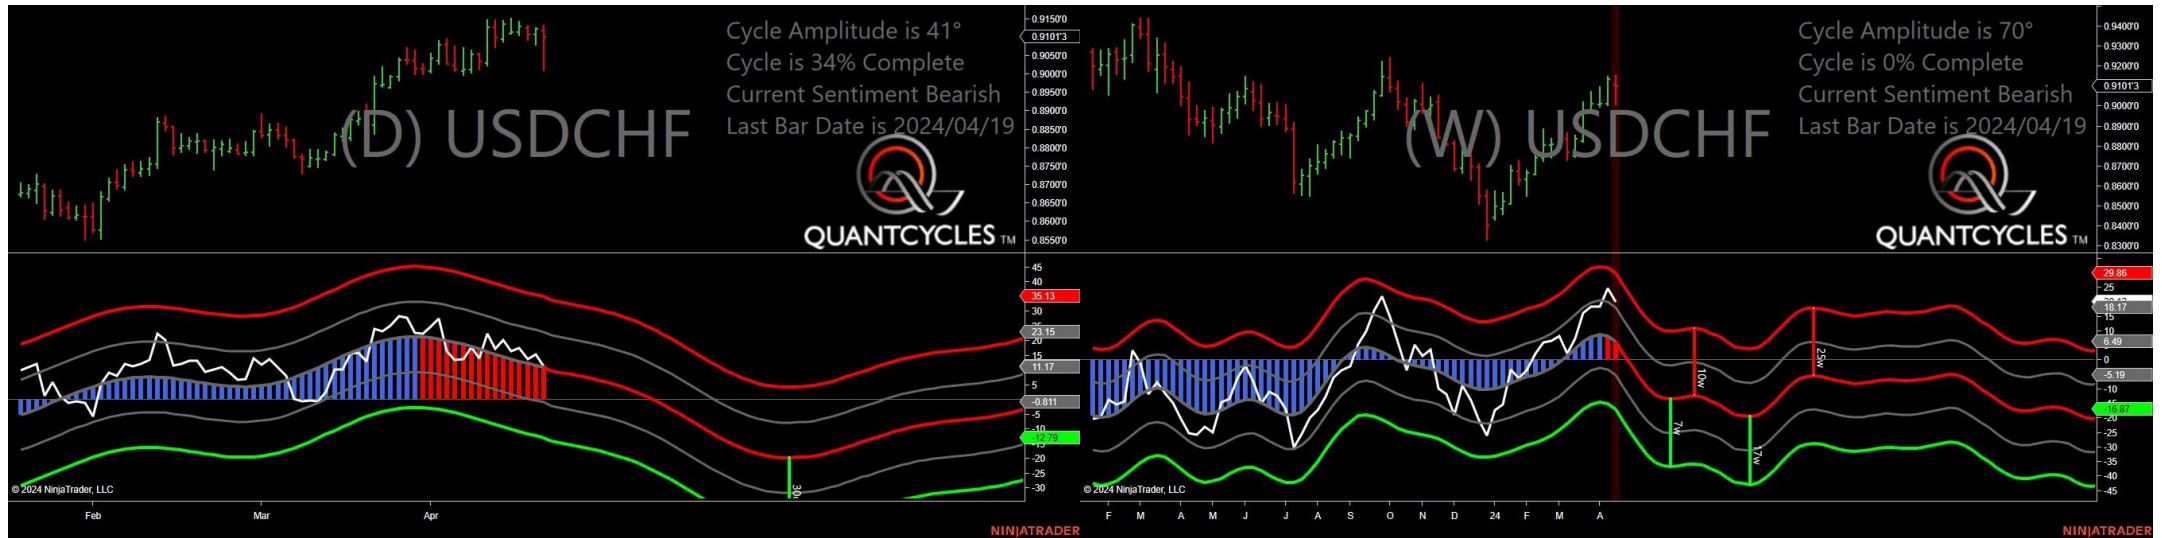 Cycle Amplitude is 41°
Cycle is 34% Complete
Current Sentiment Bearish
Last Bar Date is 2024/04/19
(D) USDCHF
QUANTCYCLES TM
0.9150'0
0.9101'3
0.9050'0
0.9000'0
0.8950'0
0.8900'0
0.8850'0
0.8800'0
0.8750'0
0.8700'0
0.8650'0
0.8600'0
0.8550'0
45
40
35.13
30
23.15
20
15
11.17
5
-0.811
-5
-10
-12.79
-20
-25
-30
© 2024 NinjaTrader, LLC
Feb
Mar
Apr
NINJATRADER
Cycle Amplitude is 70°
Cycle is 0% Complete
Current Sentiment Bearish
Last Bar Date is 2024/04/19
(W) USDCHF
QUANTCYCLES TM
0.9400'0
0.9300'0
0.9200'0
0.9101'3
0.9000'0
0.8900'0
0.8800'0
0.8700'0
0.8600'0
0.8500'0
0.8400'0
0.8300'0
29.86
25
18.17
15
10
6.49
0
-5.19
-10
-16.87
-20
-25
-30
-35
-40
-45
10w
25w
7w
17w
© 2024 NinjaTrader, LLC
F
M
A
M
J
J
A
S
O
N
D
24
F
M
A
NINJATRADER